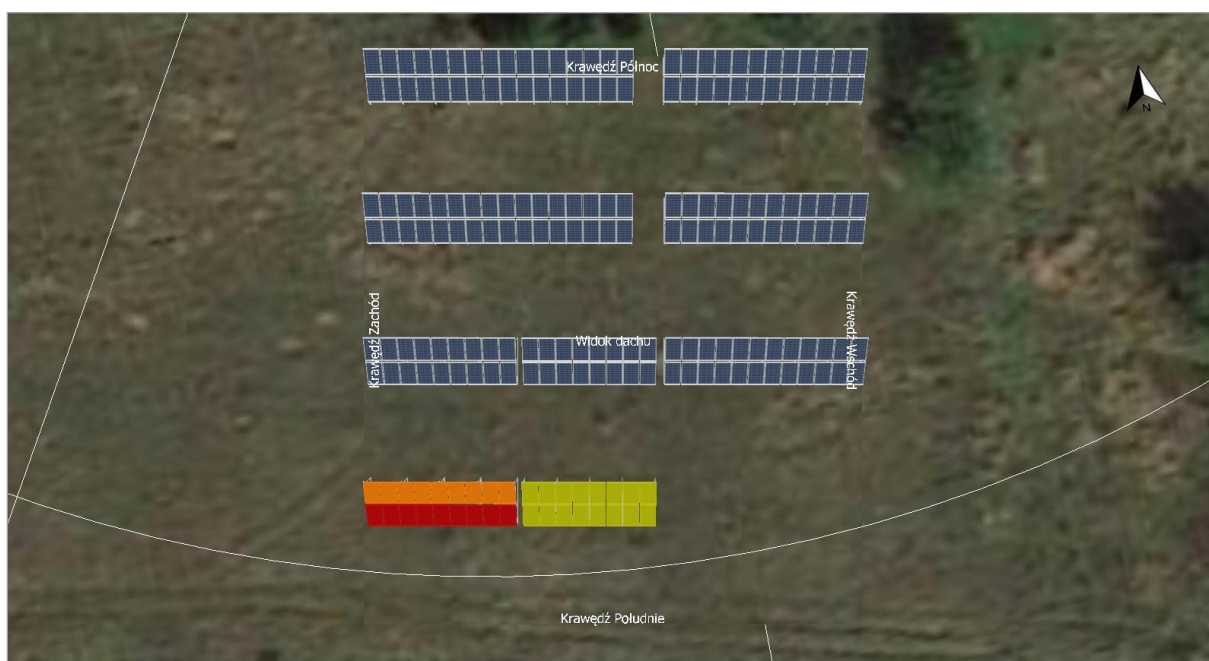 Krawędź Północ
N
Krawędź Zachód
Widok dachu
Krawędź Wschód
Krawędź Południe